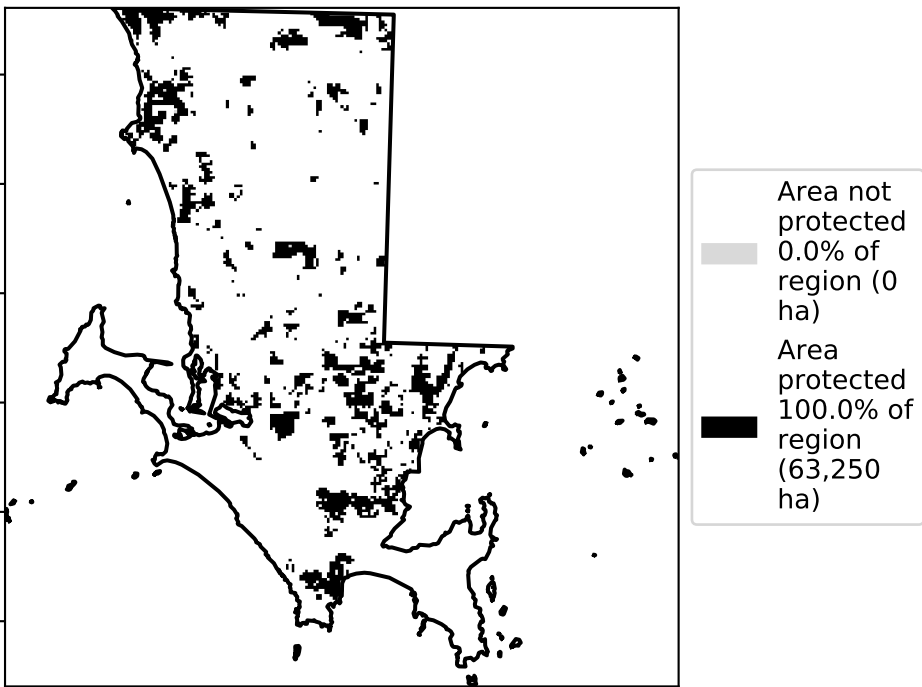 Area not
protected
0.0% of
region (0
ha)
Area
protected
100.0% of
region
(63,250
ha)